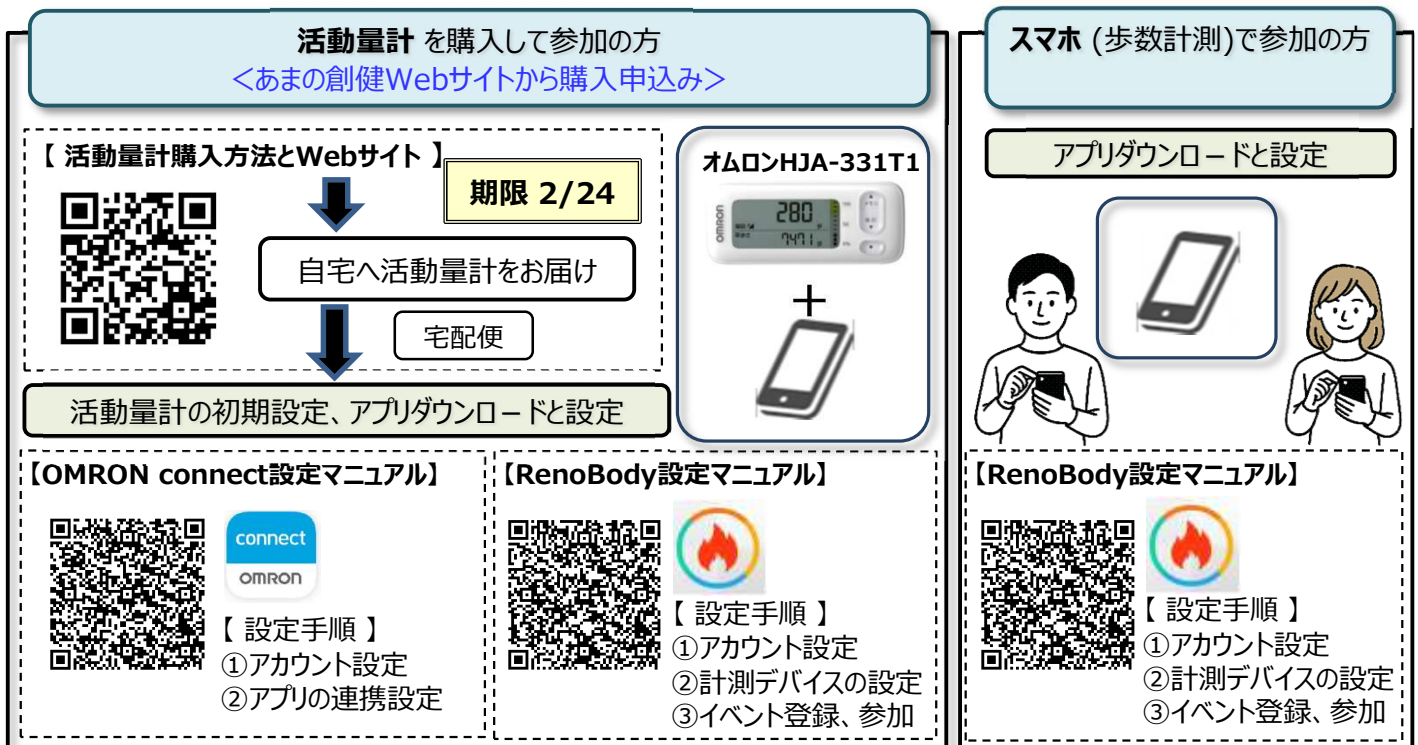 活動量計 を購入して参加の方
<あまの創健Webサイトから購入申込み>
【 活動量計購入方法とWebサイト 】
期限 2/24
自宅へ活動量計をお届け
宅配便
活動量計の初期設定、アプリダウンロ－ドと設定
オムロンHJA-331T1
OMRON
280
7471
+
【OMRON connect設定マニュアル】
connect
OMRON
【 設定手順 】
①アカウント設定
②アプリの連携設定
【RenoBody設定マニュアル】
【 設定手順 】
①アカウント設定
②計測デバイスの設定
③イベント登録、参加
スマホ (歩数計測)で参加の方
アプリダウンロ－ドと設定
【RenoBody設定マニュアル】
【 設定手順 】
①アカウント設定
②計測デバイスの設定
③イベント登録、参加